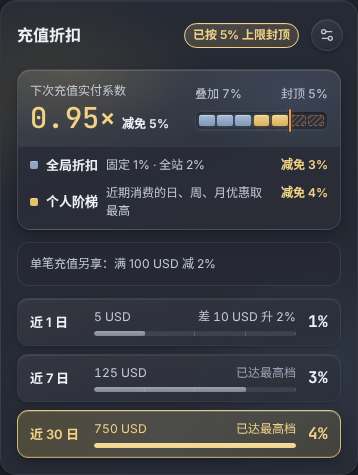 充值折扣
已按 5% 上限封顶
下次充值实付系数
叠加 7%
封顶 5%
0.95× 减免 5%
全局折扣 固定 1% · 全站 2% 减免 3%
个人阶梯 近期消费的日、周、月优惠取 减免 4%
最高
单笔充值另享：满 100 USD 减 2%
近 1 日 5 USD 差 10 USD 升 2% 1%
近 7 日 125 USD 已达最高档 3%
近 30 日 750 USD 已达最高档 4%